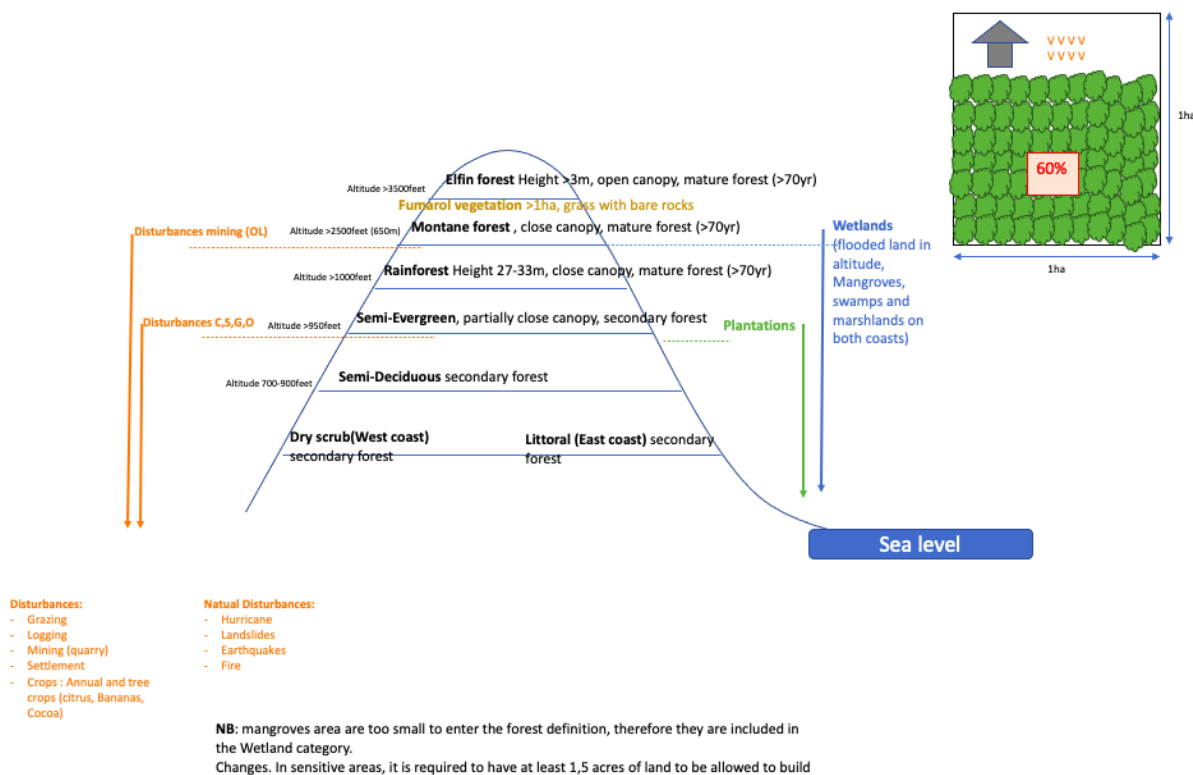 1ha
60%
1ha
Altitude >3500feet
Elfin forest Height >3m, open canopy, mature forest (>70yr)
Fumarol vegetation >1ha, grass with bare rocks
Disturbances mining (OL)
Altitude >2500feet (650m)
Montane forest , close canopy, mature forest (>70yr)
Wetlands
(flooded land in
altitude,
Mangroves,
swamps and
marshlands on
both coasts)
Altitude >1000feet
Rainforest Height 27-33m, close canopy, mature forest (>70yr)
Disturbances C,S,G,O
Altitude >950feet
Semi-Evergreen, partially close canopy, secondary forest
Plantations
Altitude 700-900feet
Semi-Deciduous secondary forest
Dry scrub(West coast)
secondary forest
Littoral (East coast) secondary
forest
Sea level
Disturbances:
- Grazing
- Logging
- Mining (quarry)
- Settlement
- Crops : Annual and tree
crops (citrus, Bananas,
Cocoa)
Natual Disturbances:
- Hurricane
- Landslides
- Earthquakes
- Fire
NB: mangroves area are too small to enter the forest definition, therefore they are included in
the Wetland category.
Changes. In sensitive areas, it is required to have at least 1,5 acres of land to be allowed to build